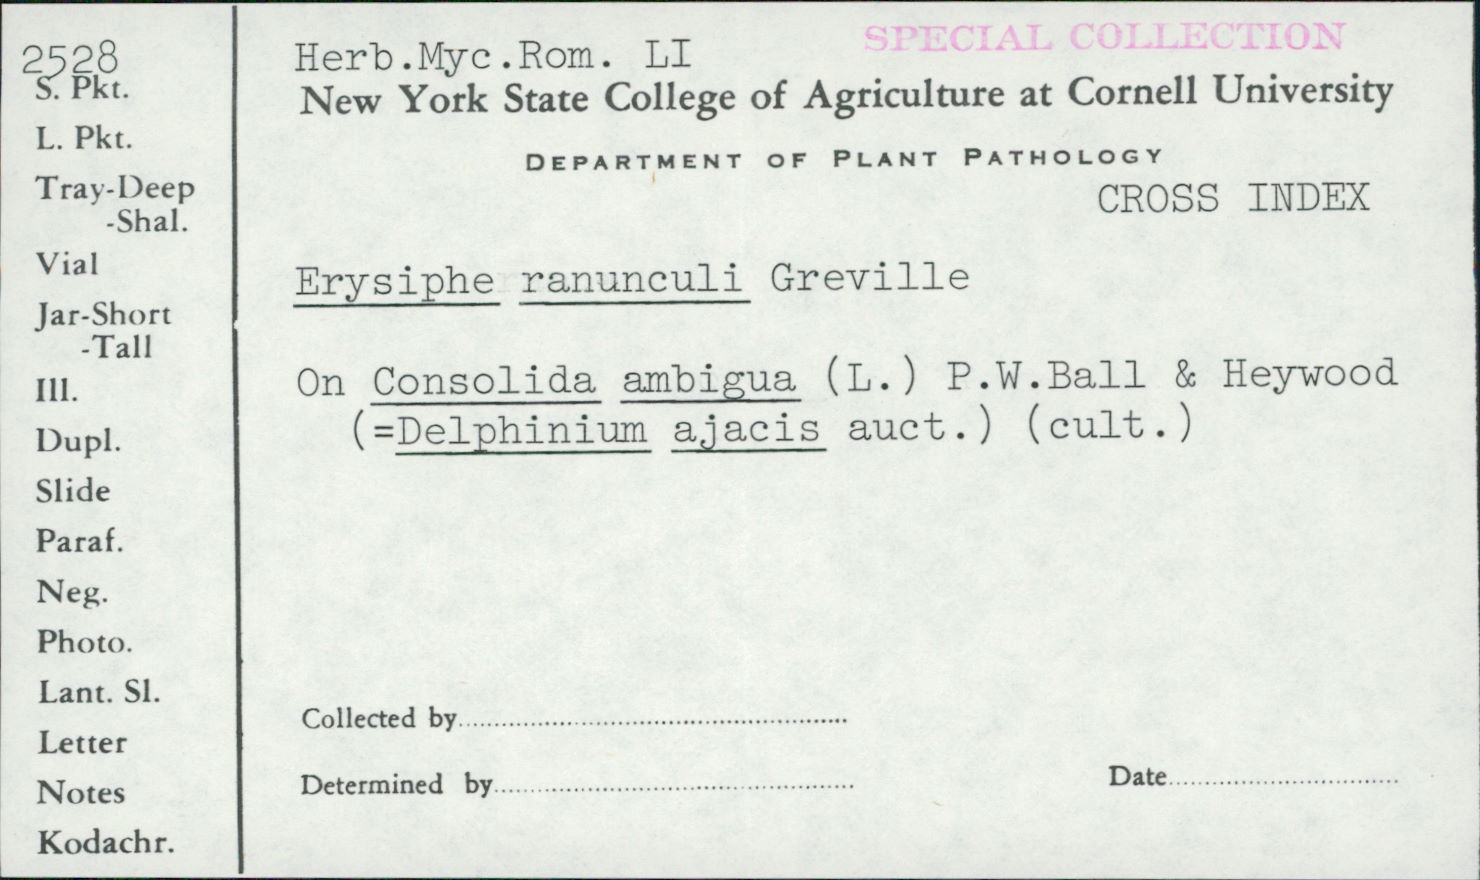 2528
S. Pkt.
L. Pkt.
Tray-Deep
-Shal.
Vial
Jar-Short
-Tall
Ill.
Dupl.
Slide
Paraf.
Neg.
Photo.
Lant. Sl.
Letter
Notes
Kodachr.
SPECIAL COLLECTION
Herb.Myc.Rom. LI
New York State College of Agriculture at Cornell University
DEPARTMENT OF PLANT PATHOLOGY
CROSS INDEX
Erysiphe ranunculi Greville
On Consolida ambigua (L.) P.W.Ball & Heywood
(=Delphinium ajacis auct.) (cult.)
Collected by
Determined by
Date